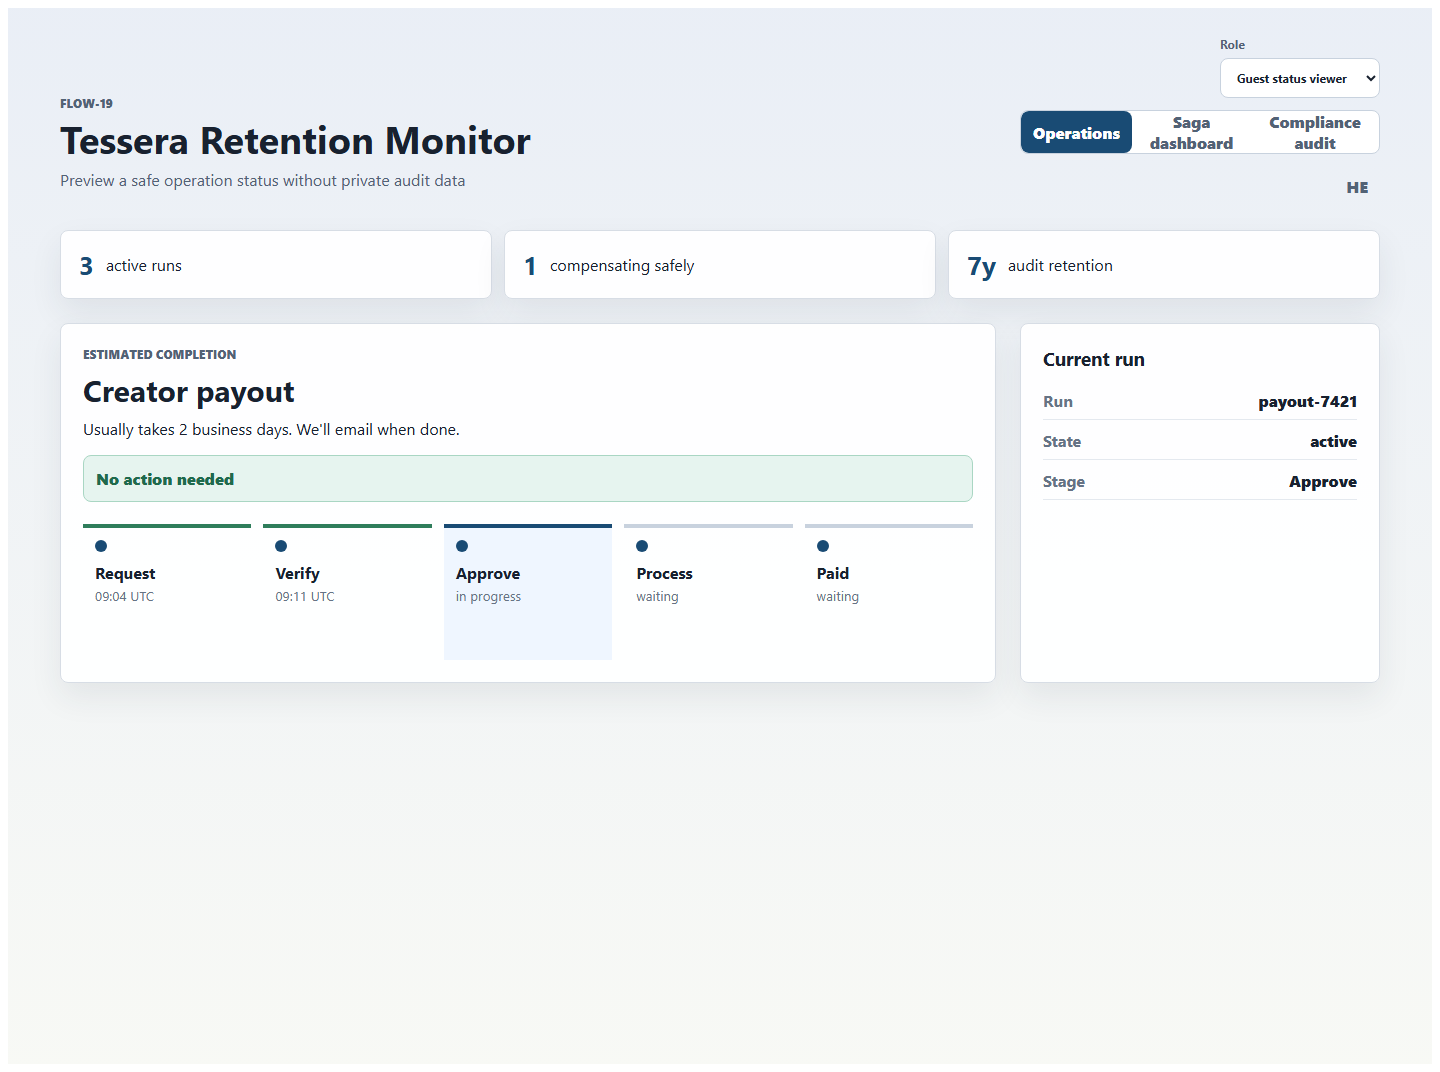 Role
Guest status viewer
FLOW-19
Tessera Retention Monitor
Preview a safe operation status without private audit data
Operations
Saga
dashboard
Compliance
audit
HE
3 active runs
1 compensating safely
7y audit retention
ESTIMATED COMPLETION
Creator payout
Usually takes 2 business days. We'll email when done.
No action needed
Request
09:04 UTC
Verify
09:11 UTC
Approve
in progress
Process
waiting
Paid
waiting
Current run
Run payout-7421
State active
Stage Approve